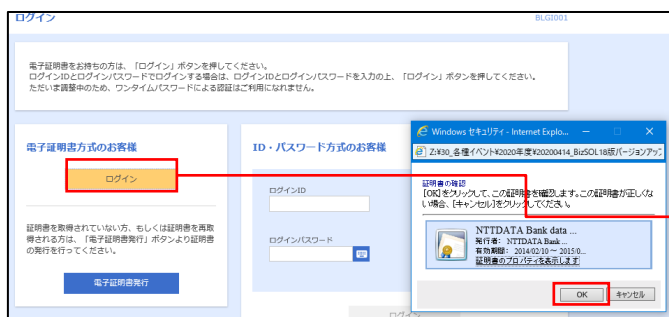 ログイン
BLGI001
電子証明書をお持ちの方は、「ログイン」ボタンを押してください。
ログインIDとログインパスワードでログインする場合は、ログインIDとログインパスワードを入力の上、「ログイン」ボタンを押してください。
ただいま調整中のため、ワンタイムパスワードによる認証はご利用になれません。
電子証明書方式のお客様
ログイン
証明書を取得されていない方、もしくは証明書を再取
得される方は、「電子証明書発行」ボタンより証明書
の発行を行ってください。
電子証明書発行
ID・パスワード方式のお客様
ログインID
ログインパスワード
ログイン
Windows セキュリティ - Internet Explo...
Z:¥30_各種イベント¥2020年度¥20200414_BizSOL18版バージョンアップ
証明書の確認
[OK] をクリックして、この証明書を確認します。この証明書が正しくな
い場合、[キャンセル] をクリックしてください。
NTTDATA Bank data ...
発行者: NTTDATA Bank ...
有効期間: 2014/02/10 ～ 2015/0...
証明書のプロパティを表示します
OK
キャンセル